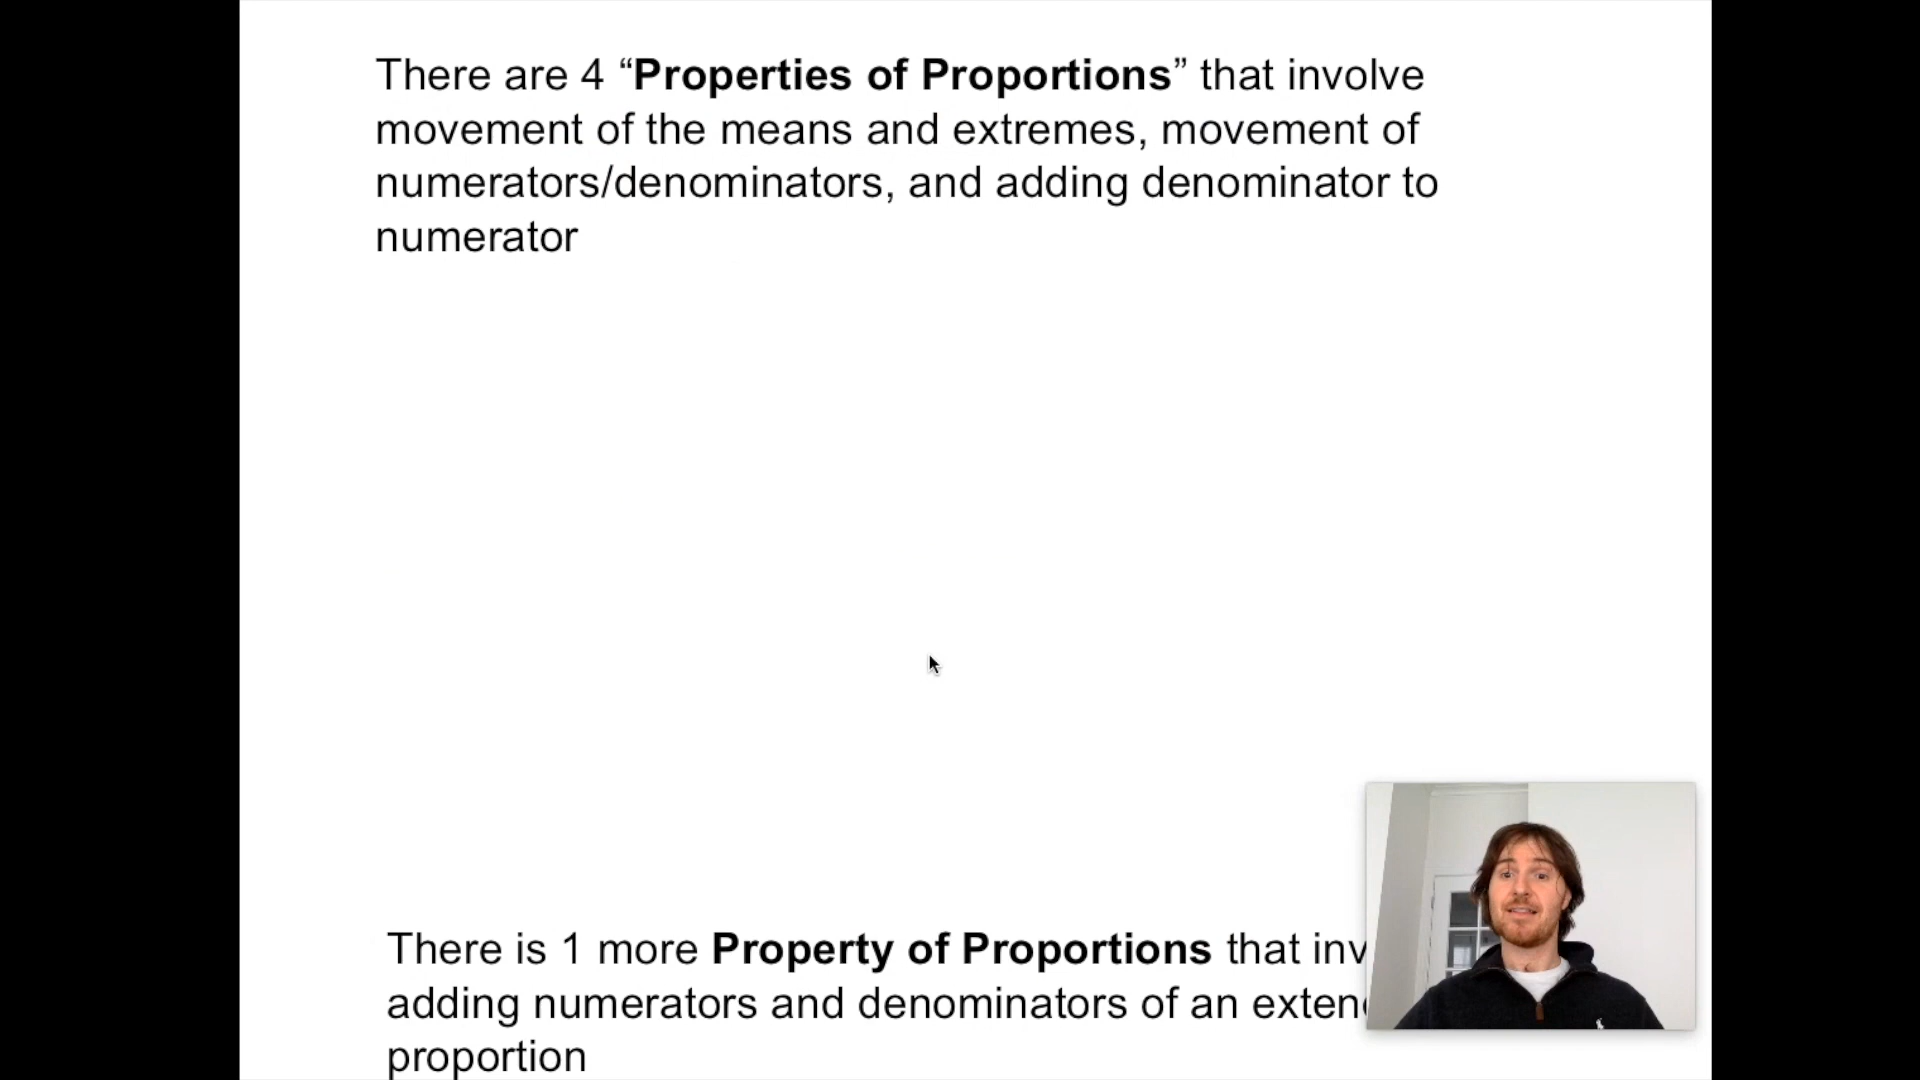 There are 4 “Properties of Proportions” that involve
movement of the means and extremes, movement of
numerators/denominators, and adding denominator to
numerator
There is 1 more Property of Proportions that
adding numerators and denominators of an
proportion